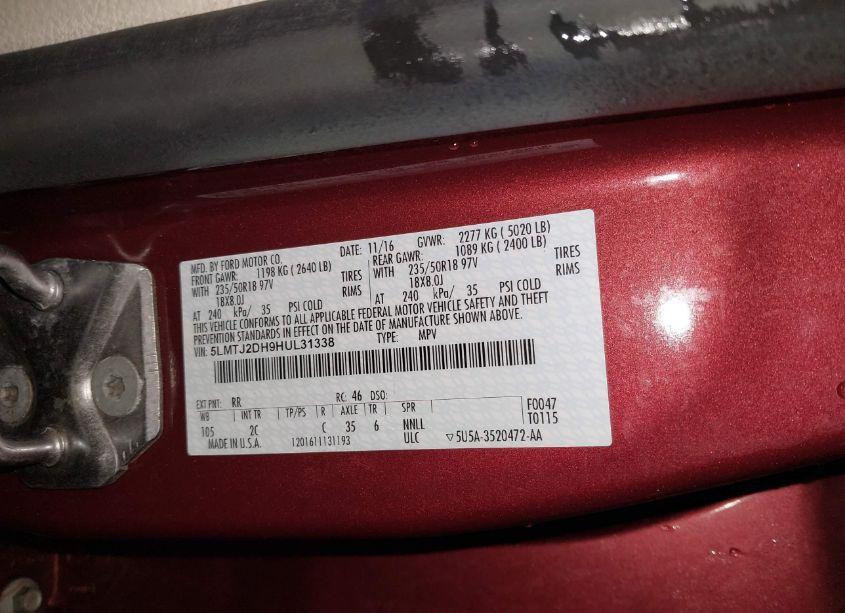 MFD. BY FORD MOTOR CO. DATE: 11/16 GVWR: 2277 KG ( 5020 LB)
FRONT GAWR: 1198 KG ( 2640 LB) REAR GAWR: 1089 KG ( 2400 LB)
WITH 235/50R18 97V TIRES WITH 235/50R18 97V TIRES
18X8.0J RIMS 18X8.0J RIMS
AT 240 kPa/ 35 PSI COLD AT 240 kPa/ 35 PSI COLD
THIS VEHICLE CONFORMS TO ALL APPLICABLE FEDERAL MOTOR VEHICLE SAFETY AND THEFT
PREVENTION STANDARDS IN EFFECT ON THE DATE OF MANUFACTURE SHOWN ABOVE.
VIN: 5LMTJ2DH9HUL31338 TYPE: MPV
EXT PNT: RR RC: 46 DSO:
WB INT TR TP/PS R AXLE TR SPR F0047
105 2C C 35 6 NNLL T0115
MADE IN U.S.A. 1201611131193 ULC ▽5U5A-3520472-AA